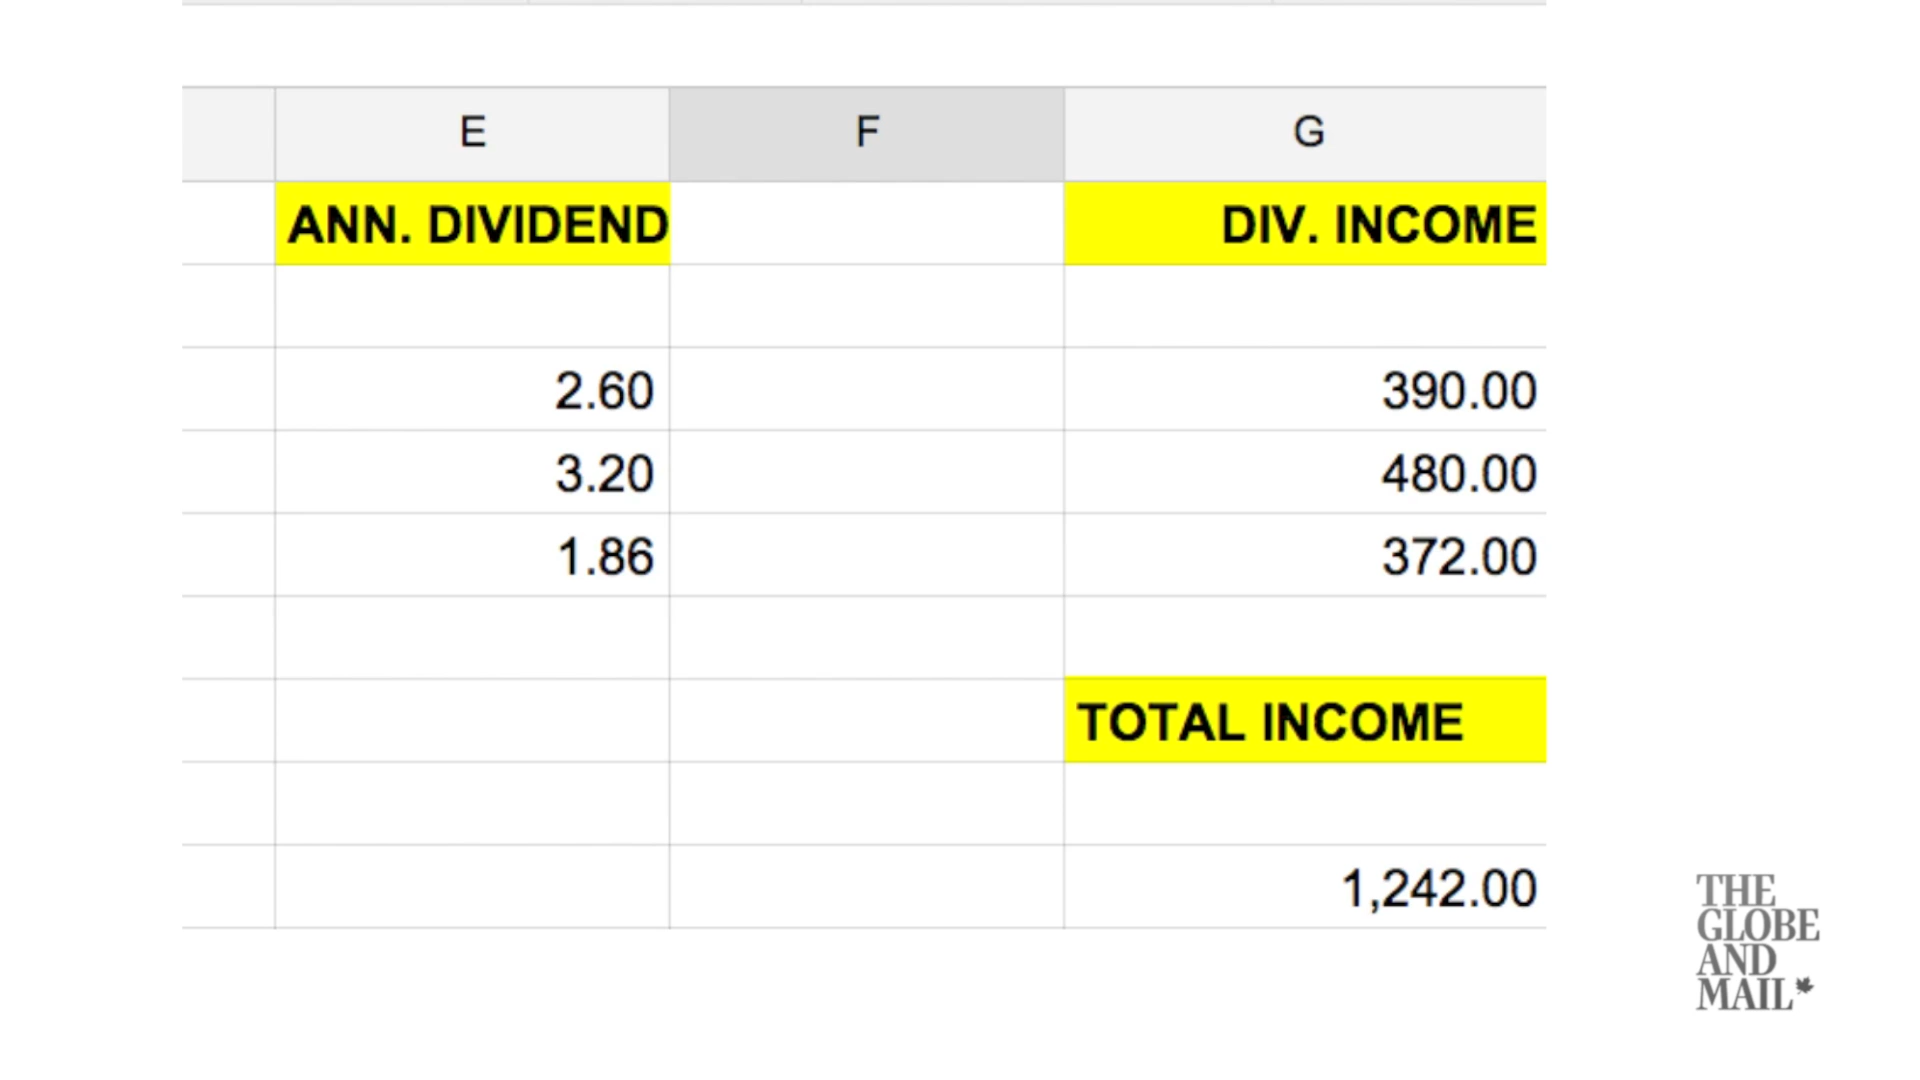 E F G
ANN. DIVIDEND DIV. INCOME
2.60 390.00
3.20 480.00
1.86 372.00
TOTAL INCOME
1,242.00
THE
GLOBE
AND
MAIL